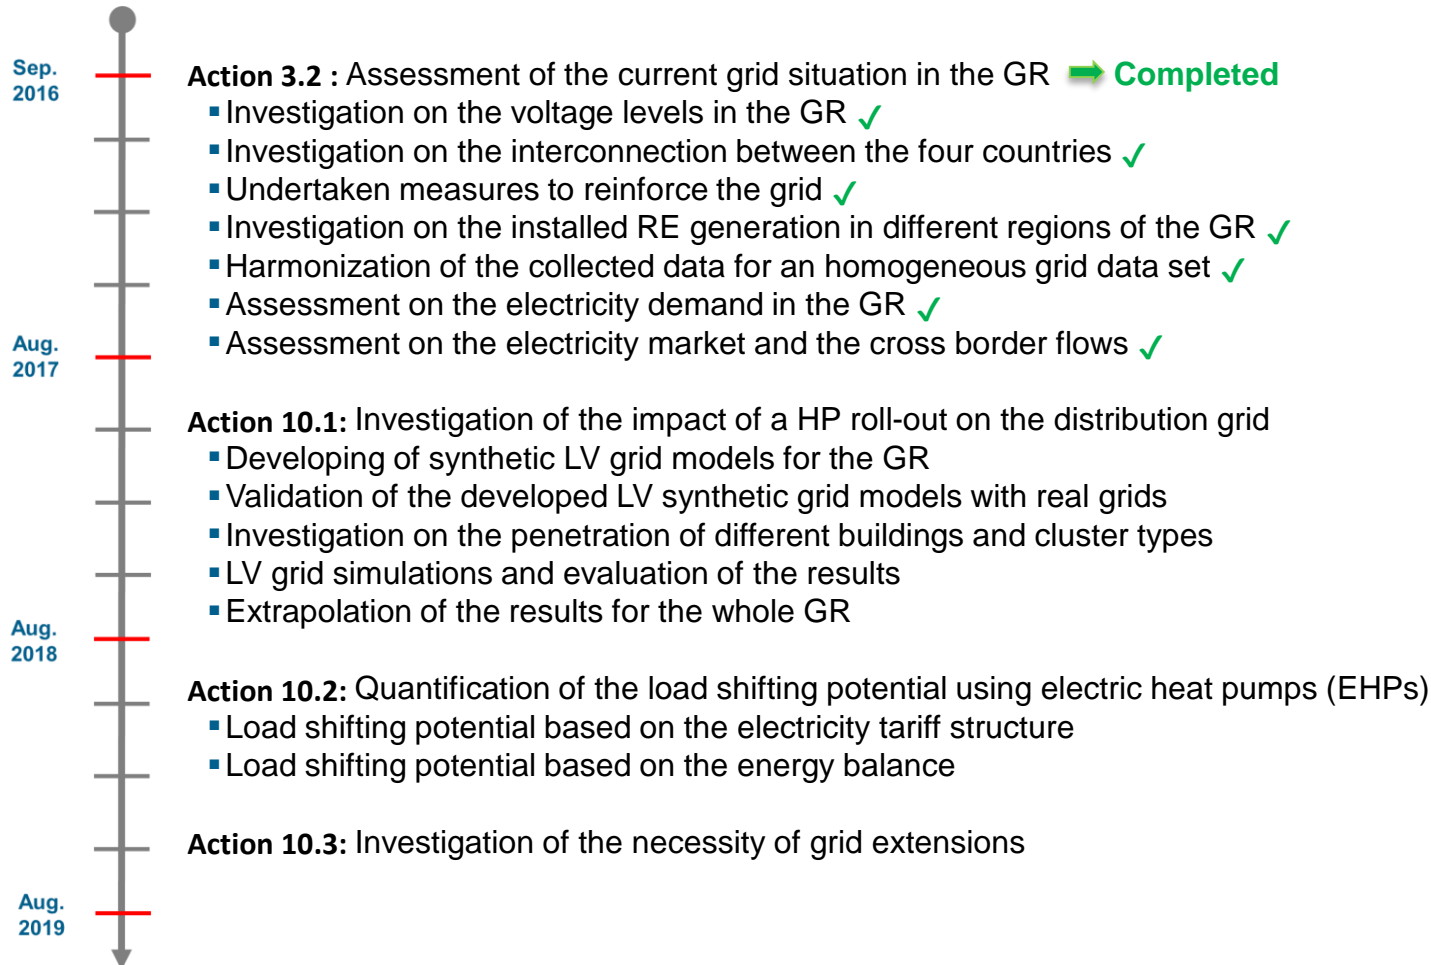 Sep.
2016
Action 3.2 : Assessment of the current grid situation in the GR Completed
▪Investigation on the voltage levels in the GR ✓
▪Investigation on the interconnection between the four countries ✓
▪Undertaken measures to reinforce the grid ✓
▪Investigation on the installed RE generation in different regions of the GR ✓
▪Harmonization of the collected data for an homogeneous grid data set ✓
▪Assessment on the electricity demand in the GR ✓
▪Assessment on the electricity market and the cross border flows ✓
Aug.
2017
Action 10.1: Investigation of the impact of a HP roll-out on the distribution grid
▪Developing of synthetic LV grid models for the GR
▪Validation of the developed LV synthetic grid models with real grids
▪Investigation on the penetration of different buildings and cluster types
▪LV grid simulations and evaluation of the results
▪Extrapolation of the results for the whole GR
Aug.
2018
Action 10.2: Quantification of the load shifting potential using electric heat pumps (EHPs)
▪Load shifting potential based on the electricity tariff structure
▪Load shifting potential based on the energy balance
Action 10.3: Investigation of the necessity of grid extensions
Aug.
2019